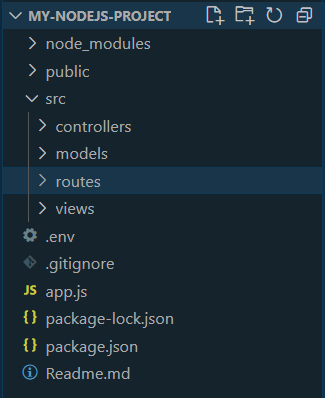 MY-NODEJS-PROJECT
node_modules
public
src
controllers
models
routes
views
.env
.gitignore
JS app.js
{ } package-lock.json
{ } package.json
Readme.md